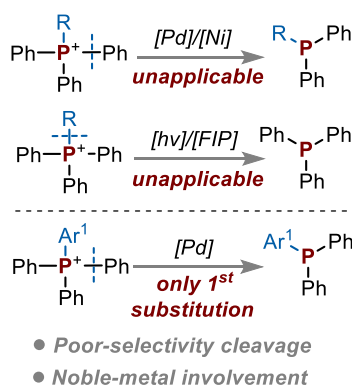 R
[Pd]/[Ni]
R
Ph P⁺ Ph
unapplicable
P Ph
Ph
Ph
R
[hv]/[FIP]
Ph Ph
Ph P⁺ Ph
unapplicable
P
Ph
Ph
Ar¹
[Pd]
Ar¹ Ph
Ph P⁺ Ph
only 1ˢᵗ
P
Ph
substitution
Ph
● Poor-selectivity cleavage
● Noble-metal involvement